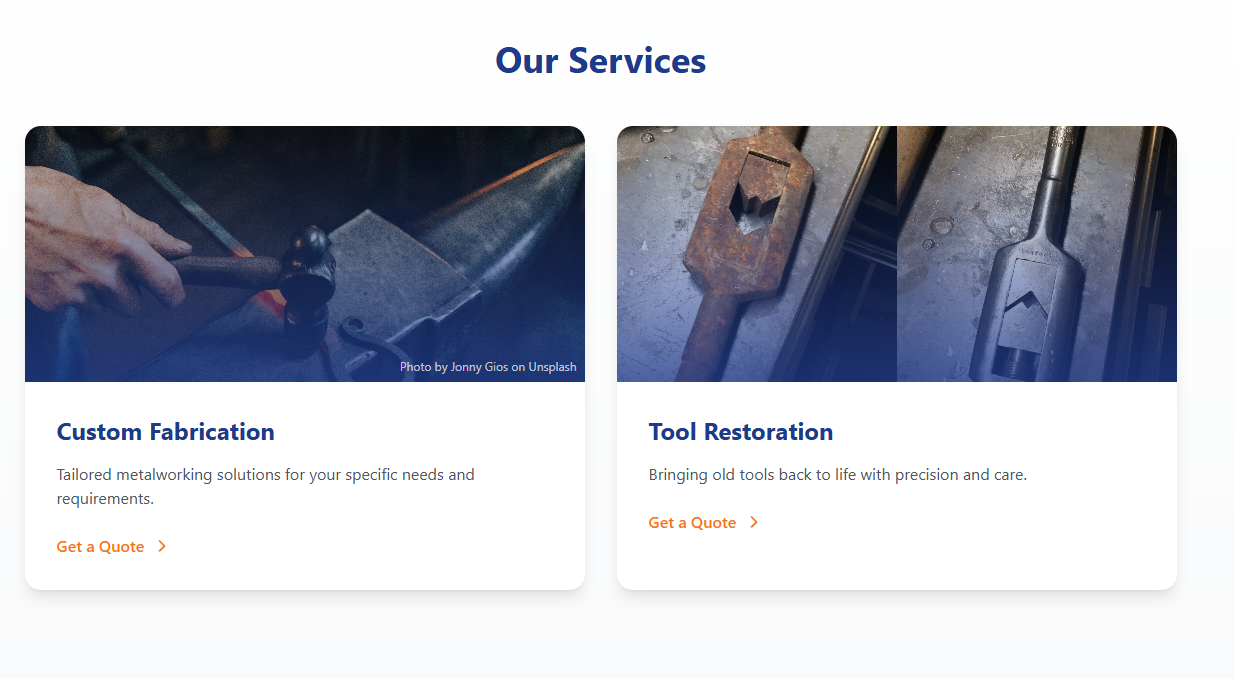 Our Services
Photo by Jonny Gios on Unsplash
Custom Fabrication
Tailored metalworking solutions for your specific needs and
requirements.
Get a Quote
Tool Restoration
Bringing old tools back to life with precision and care.
Get a Quote